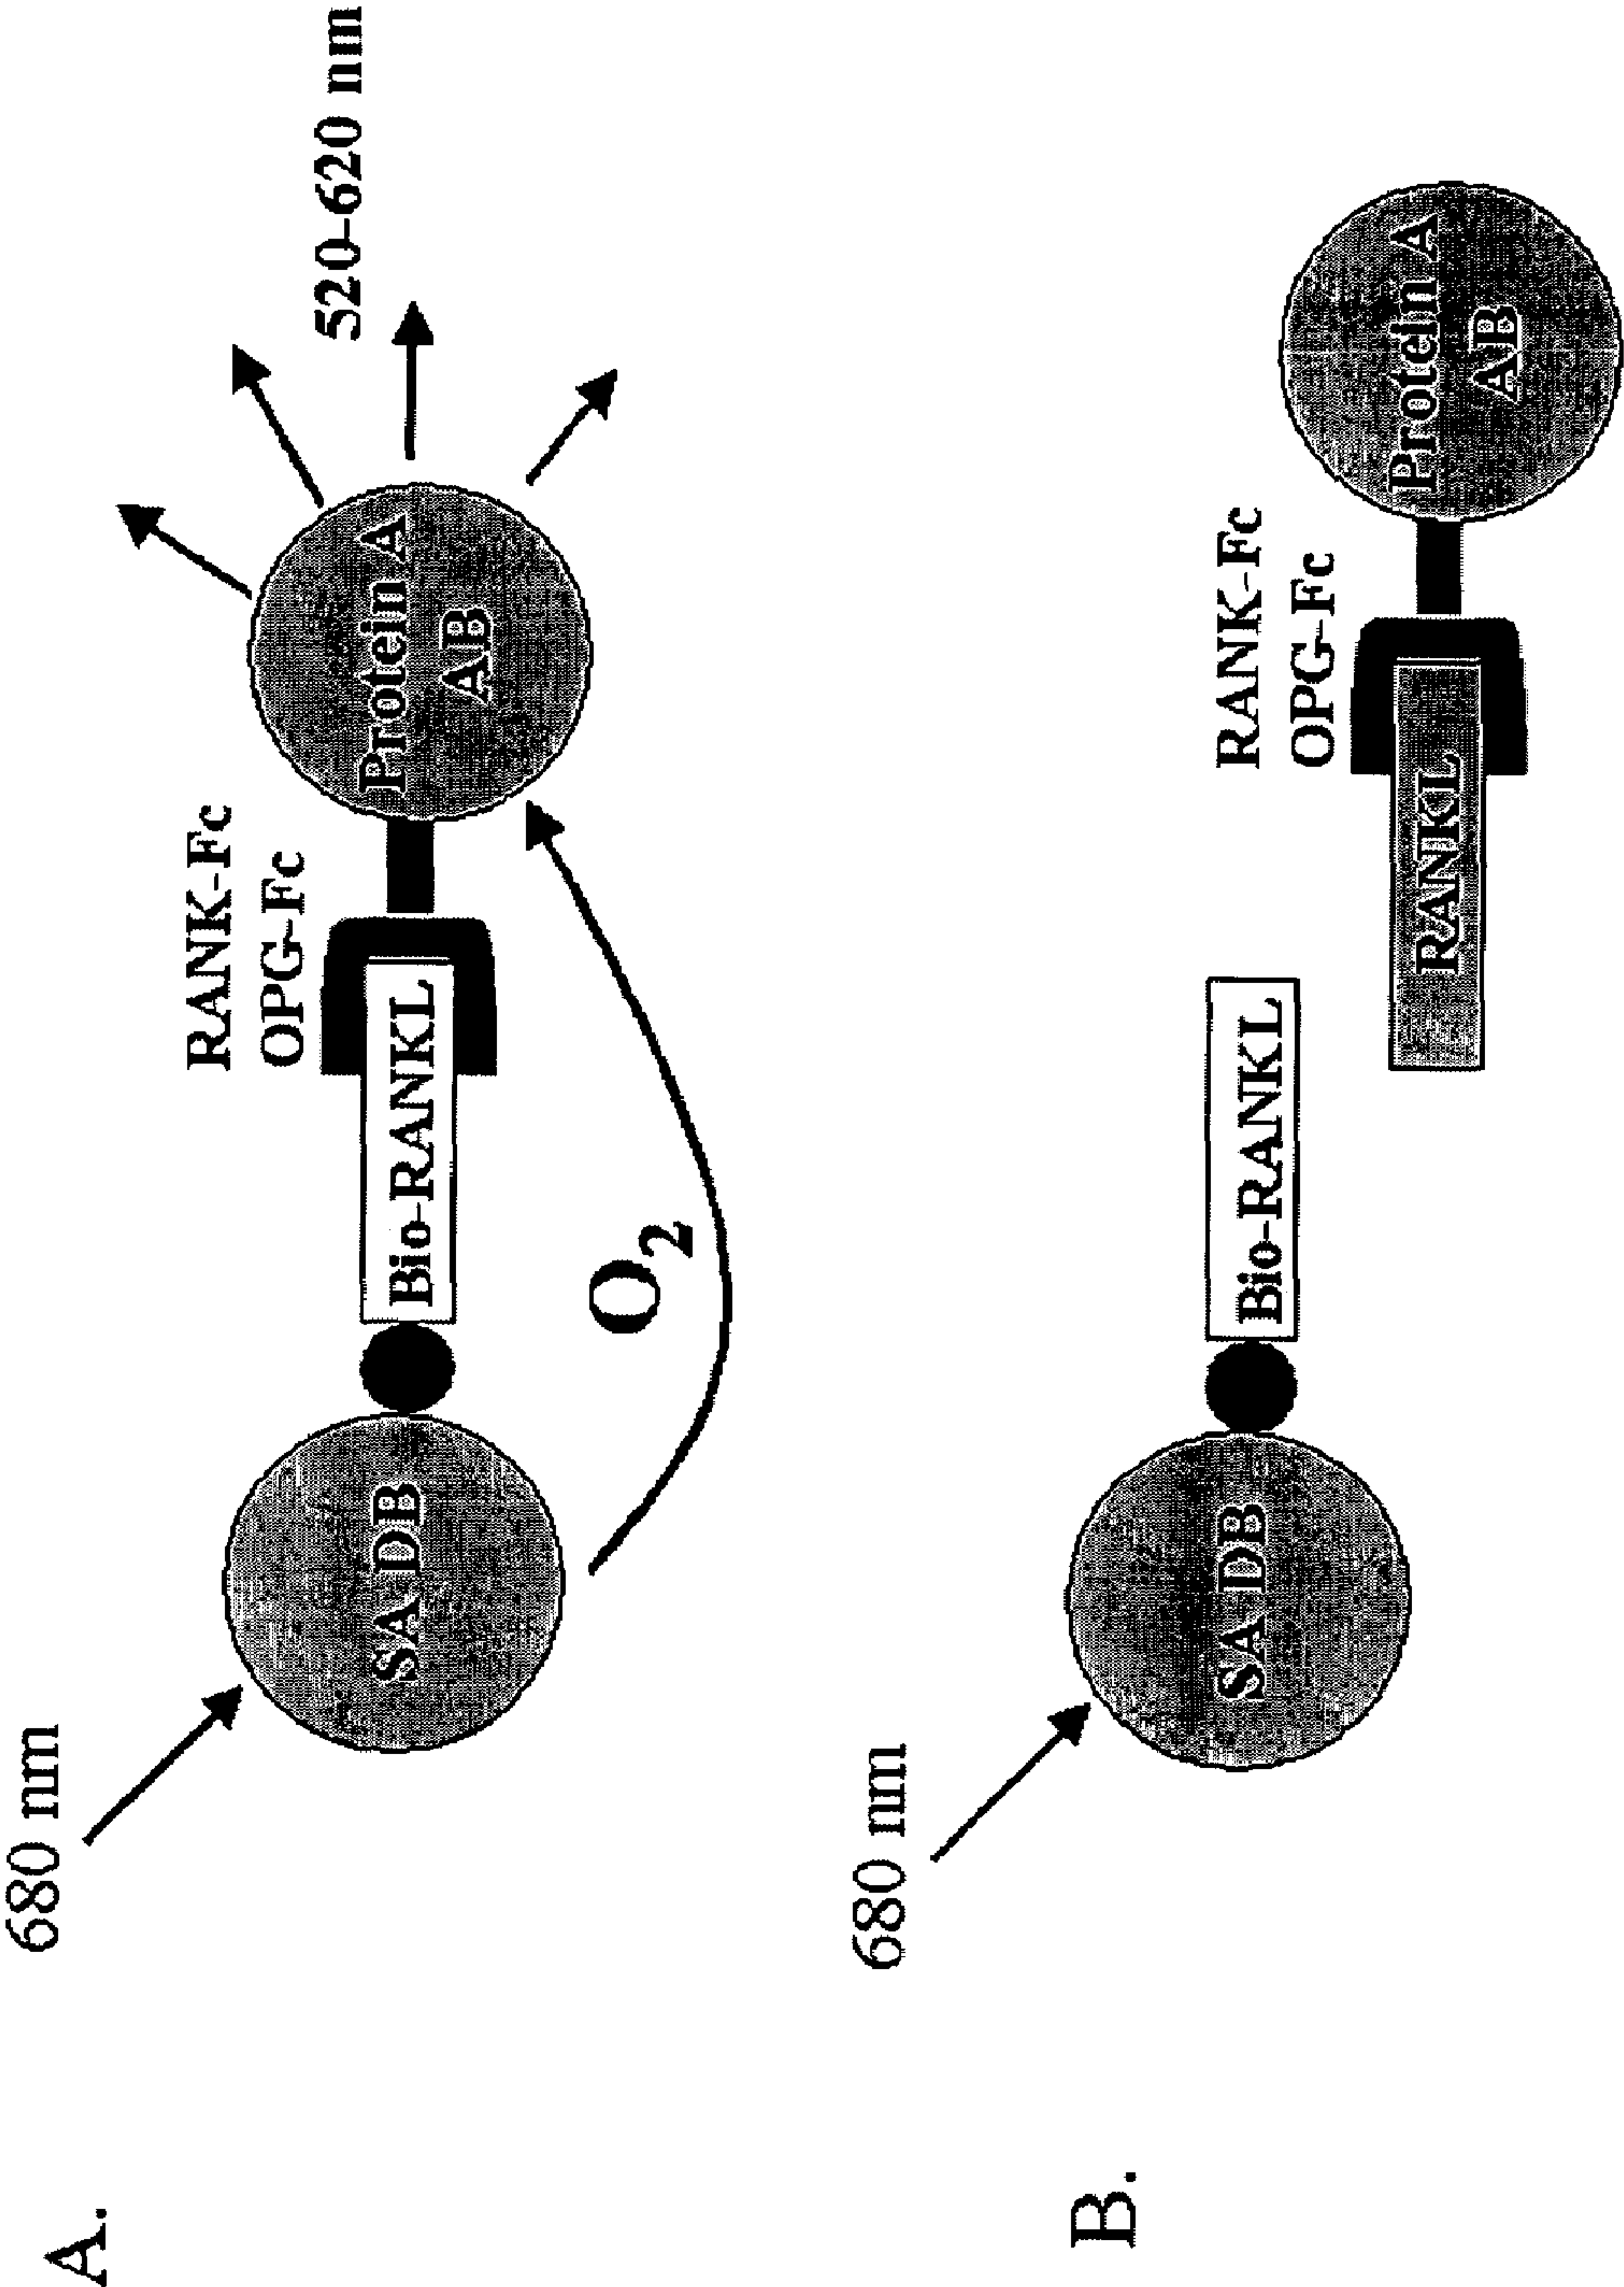 A.
680 nm
SA DB
Bio-RANKL
RANK-Fc
OPG-Fc
Protein A
AB
520-620 nm
O2
B.
680 nm
SA DB
Bio-RANKL
RANKL
RANK-Fc
OPG-Fc
Protein A
AB